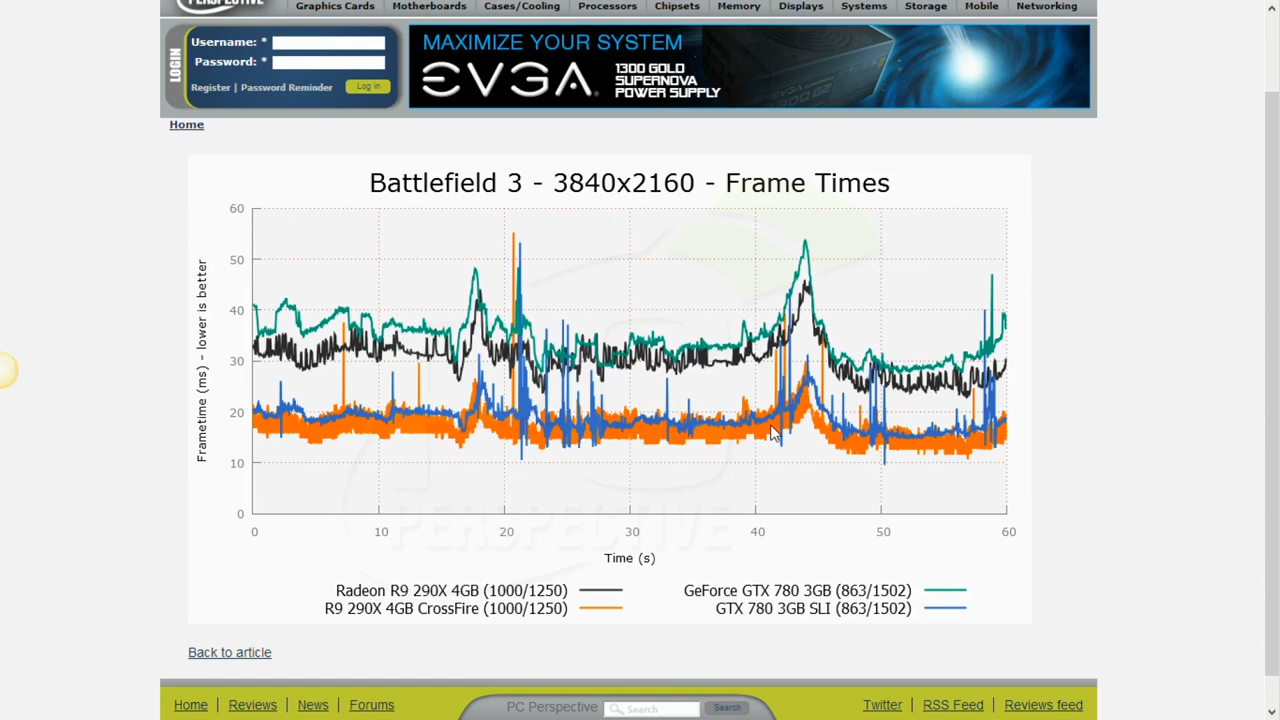 PERSPECTIVE
Graphics Cards Motherboards Cases/Cooling Processors Chipsets Memory Displays Systems Storage Mobile Networking
LOGIN
Username: *
Password: *
Register | Password Reminder Log in
MAXIMIZE YOUR SYSTEM
EVGA. 1300 GOLD
SUPERNOVA
POWER SUPPLY
Home
Battlefield 3 - 3840x2160 - Frame Times
Frametime (ms) - lower is better
60
50
40
30
20
10
0
0 10 20 30 40 50 60
Time (s)
PERSPECTIVE
Radeon R9 290X 4GB (1000/1250) GeForce GTX 780 3GB (863/1502)
R9 290X 4GB CrossFire (1000/1250) GTX 780 3GB SLI (863/1502)
Back to article
Home | Reviews | News | Forums PC Perspective Search Search Twitter | RSS Feed | Reviews feed